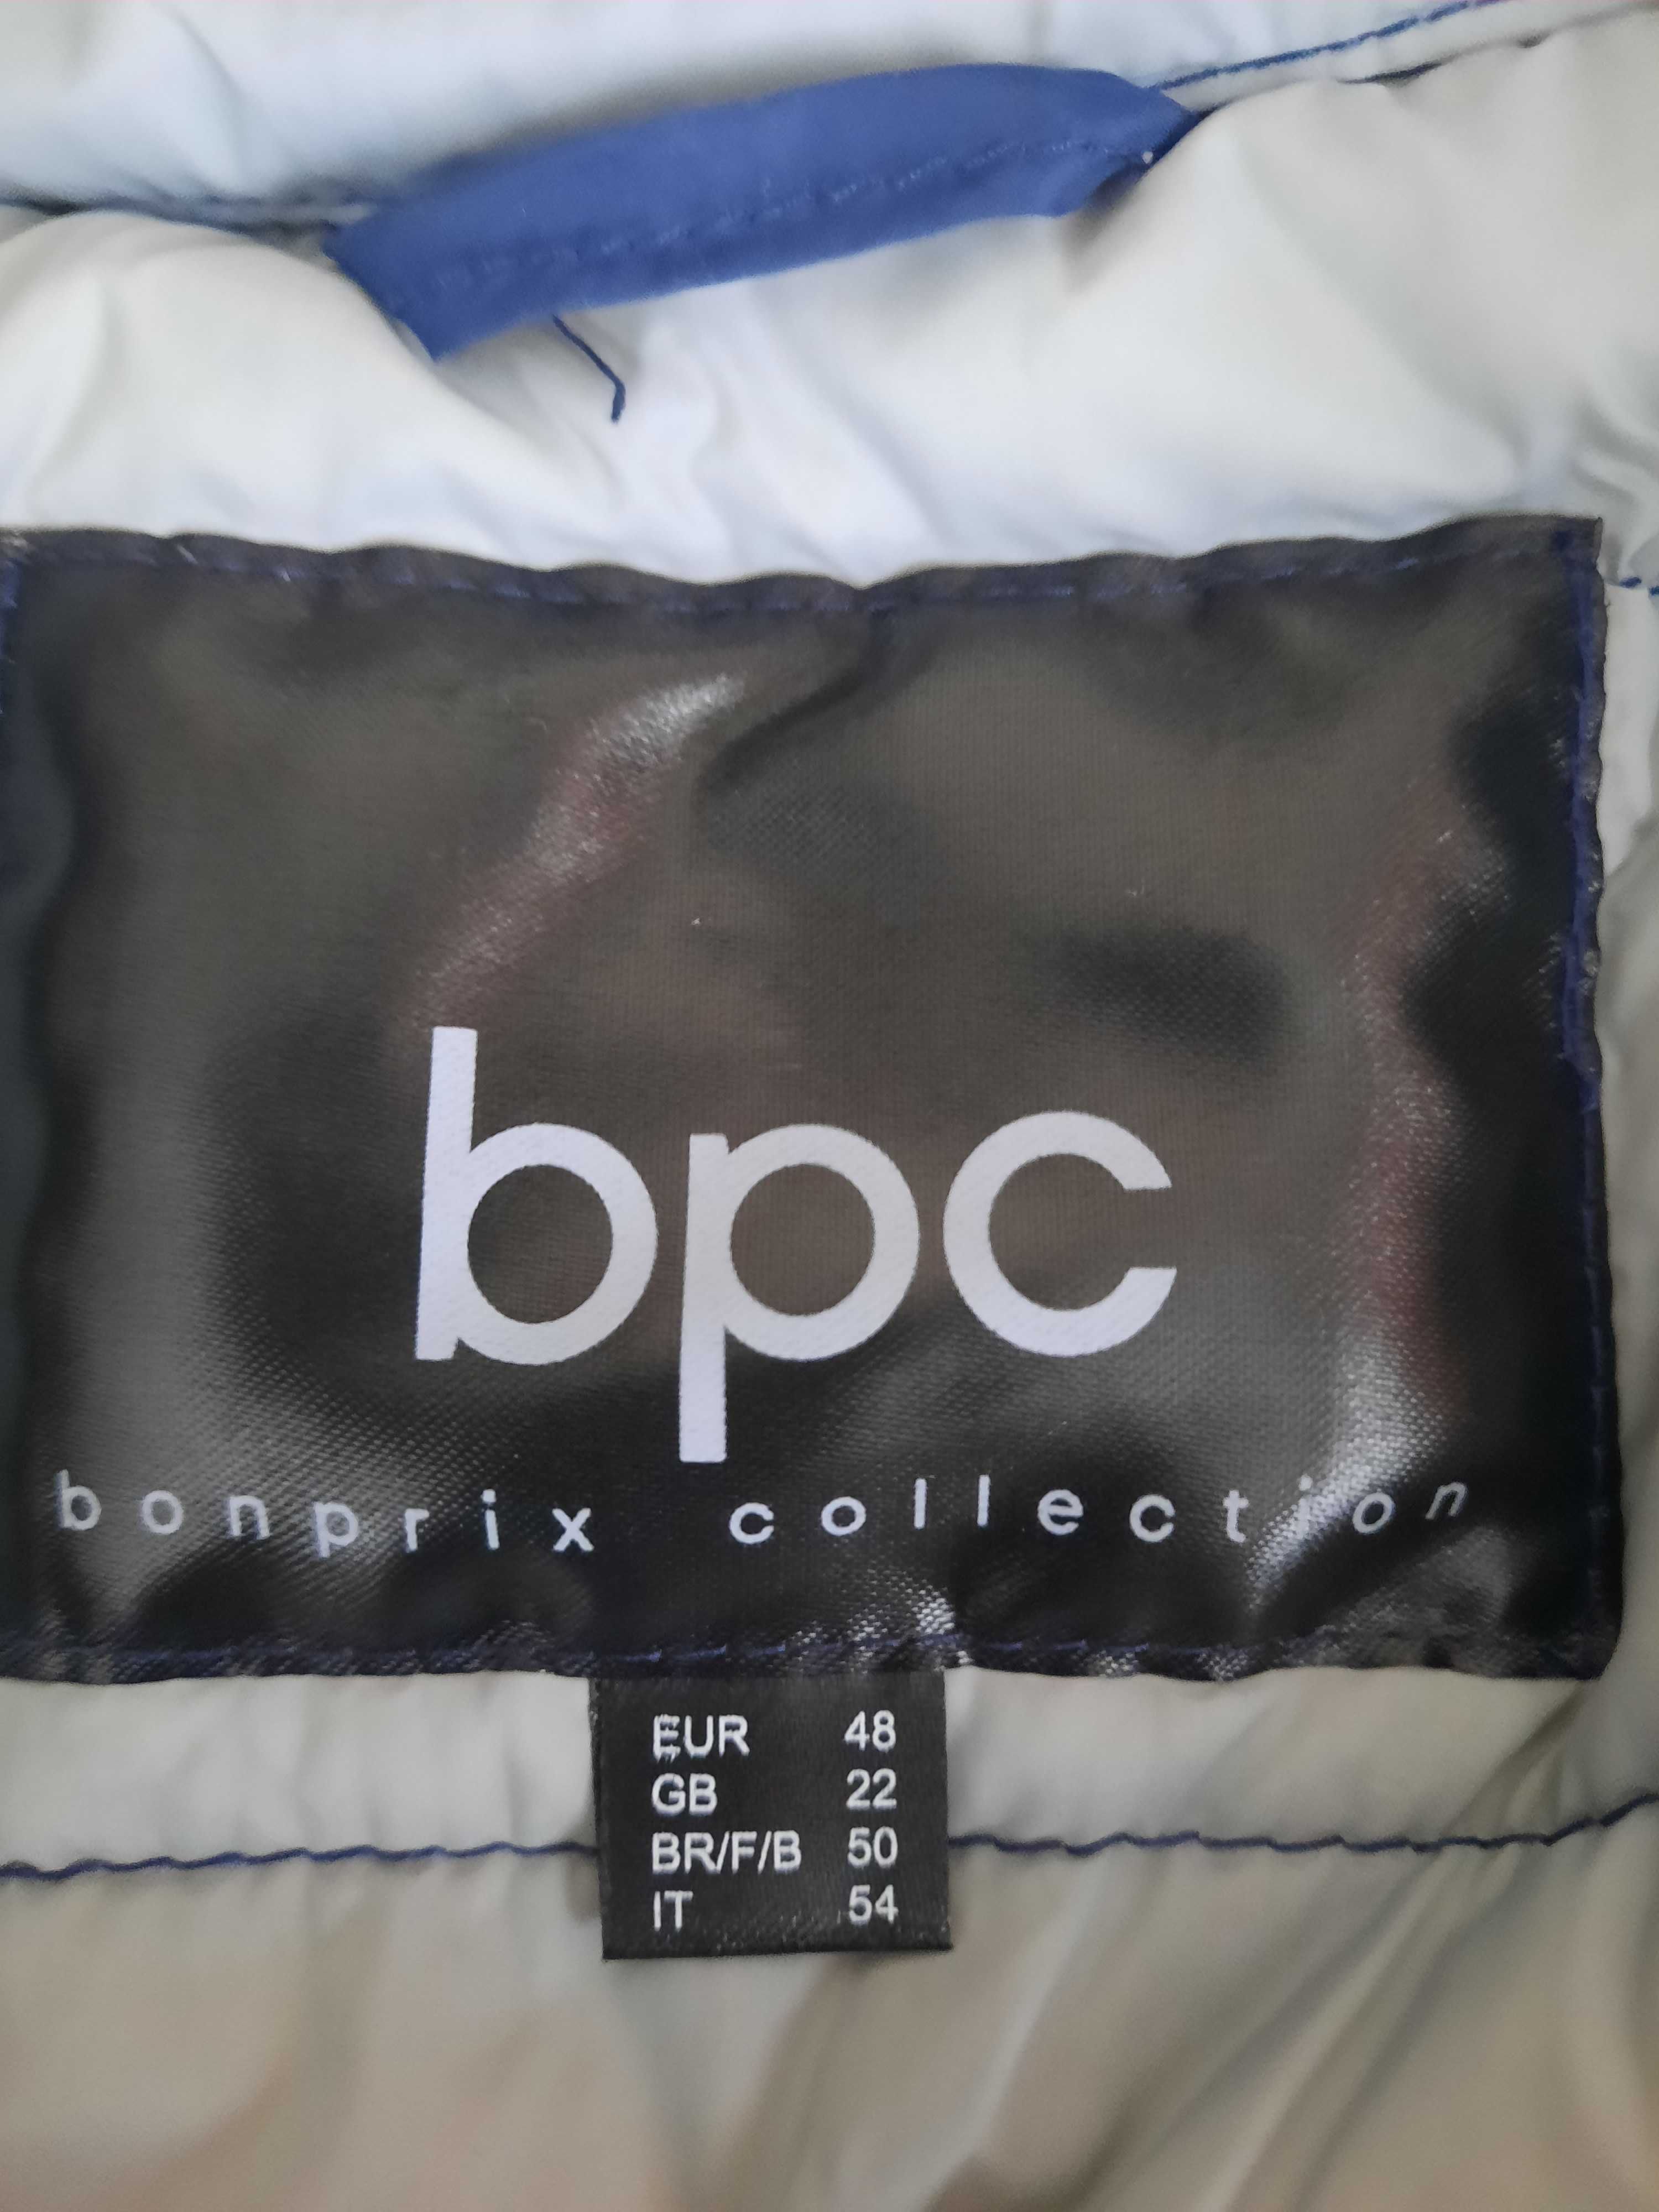 bpc
bonprix collection
EUR 48
GB 22
BR/F/B 50
IT 54